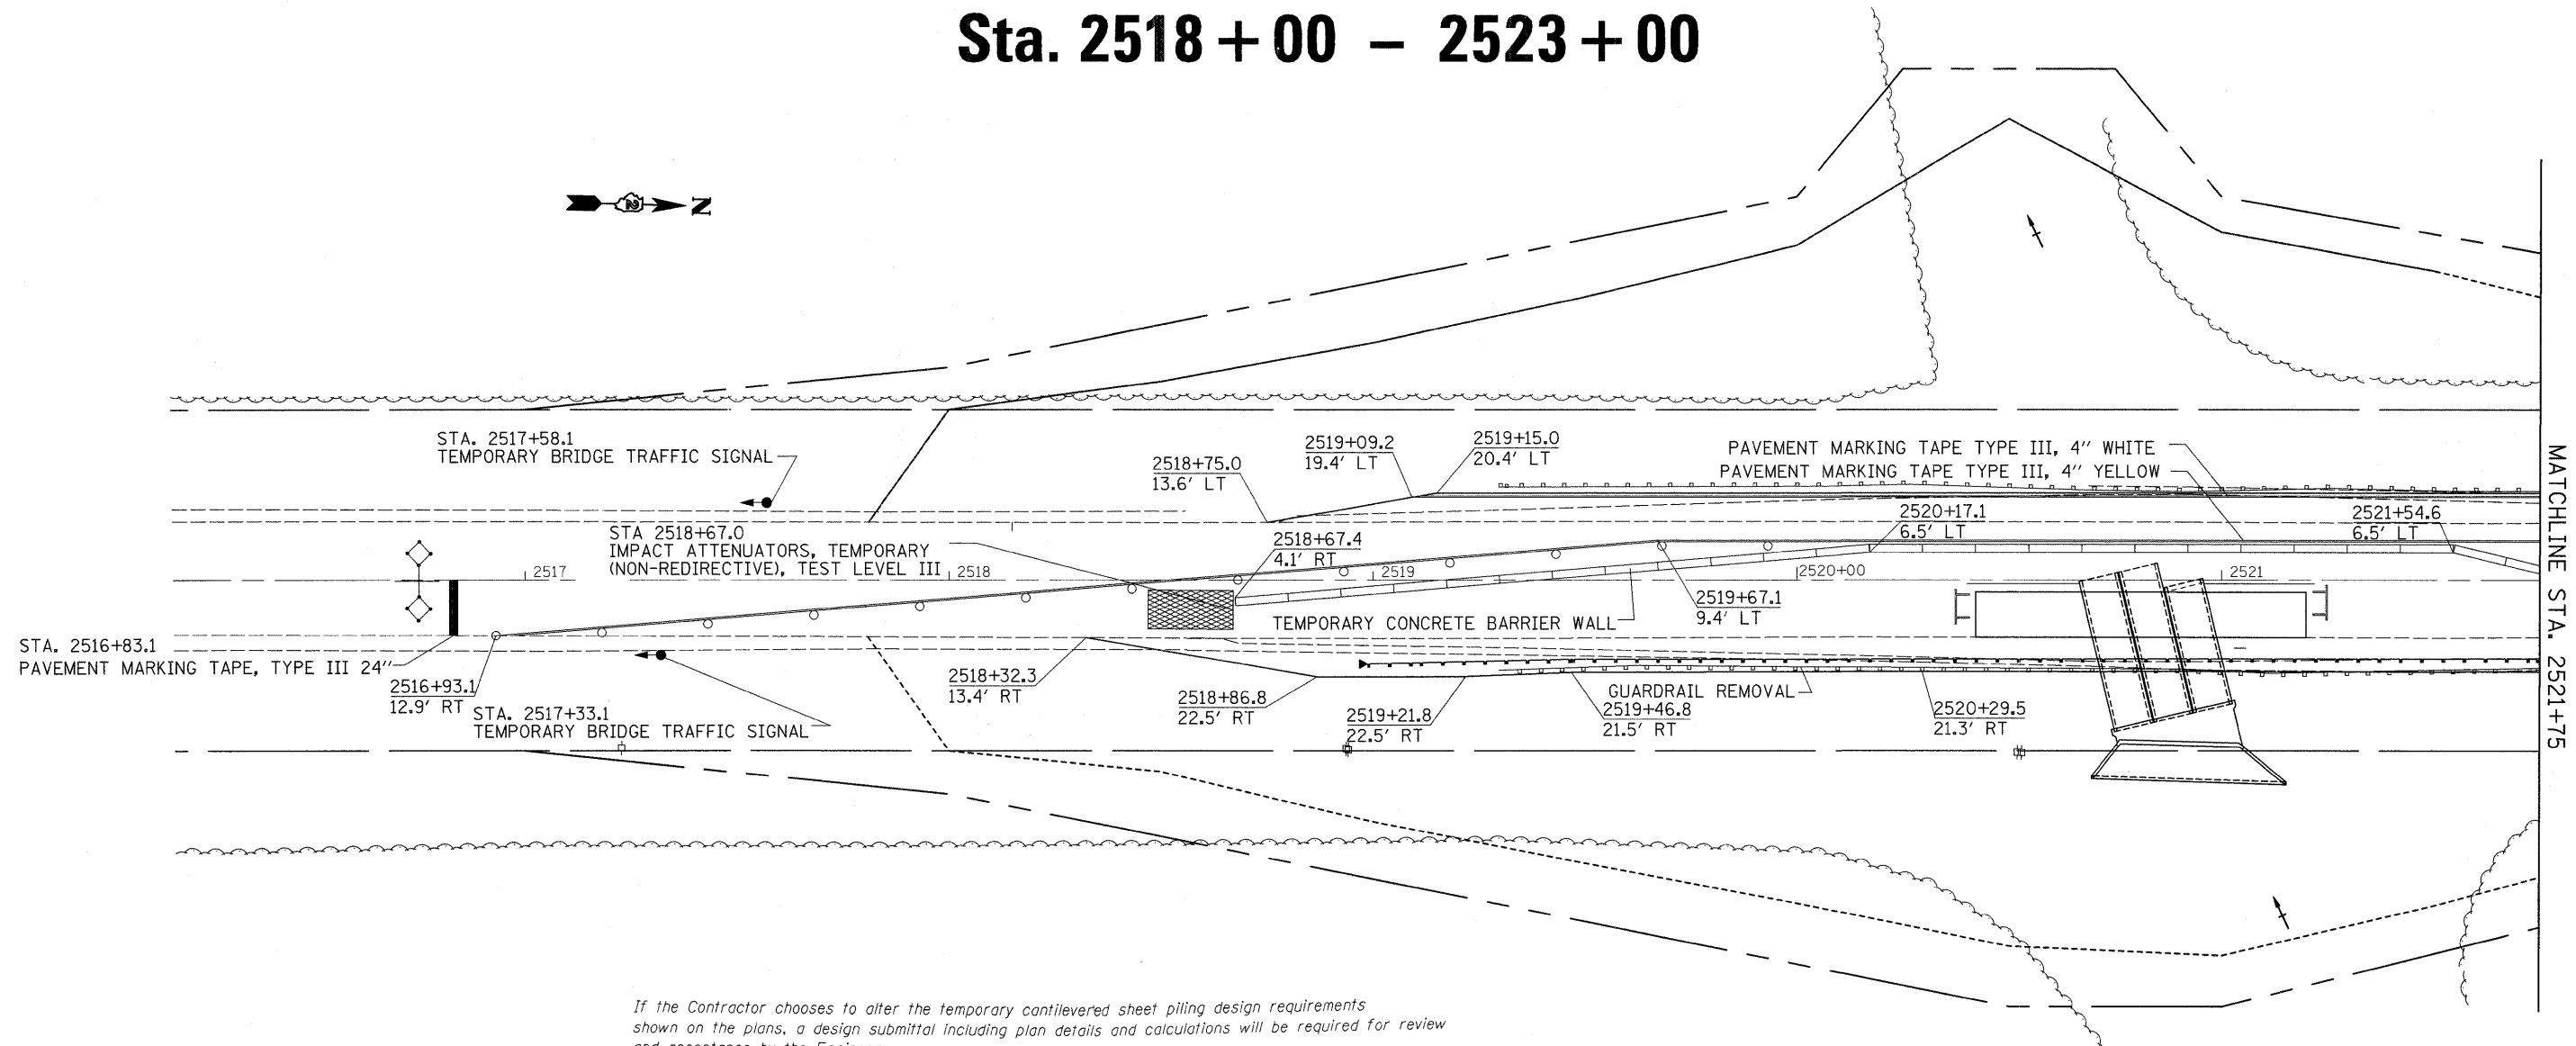 Sta. 2518 + 00 – 2523 + 00
N
STA. 2517+58.1
TEMPORARY BRIDGE TRAFFIC SIGNAL
2518+75.0
13.6' LT
2519+09.2
19.4' LT
2519+15.0
20.4' LT
PAVEMENT MARKING TAPE TYPE III, 4" WHITE
PAVEMENT MARKING TAPE TYPE III, 4" YELLOW
STA 2518+67.0
IMPACT ATTENUATORS, TEMPORARY
(NON-REDIRECTIVE), TEST LEVEL III
2518+67.4
4.1' RT
2520+17.1
6.5' LT
2521+54.6
6.5' LT
2517
2518
2519
2520+00
2521
2519+67.1
9.4' LT
TEMPORARY CONCRETE BARRIER WALL
STA. 2516+83.1
PAVEMENT MARKING TAPE, TYPE III 24"
2516+93.1
12.9' RT
STA. 2517+33.1
TEMPORARY BRIDGE TRAFFIC SIGNAL
2518+32.3
13.4' RT
2518+86.8
22.5' RT
2519+21.8
22.5' RT
GUARDRAIL REMOVAL
2519+46.8
21.5' RT
2520+29.5
21.3' RT
MATCHLINE STA. 2521+75
If the Contractor chooses to alter the temporary cantilevered sheet piling design requirements
shown on the plans, a design submittal including plan details and calculations will be required for review